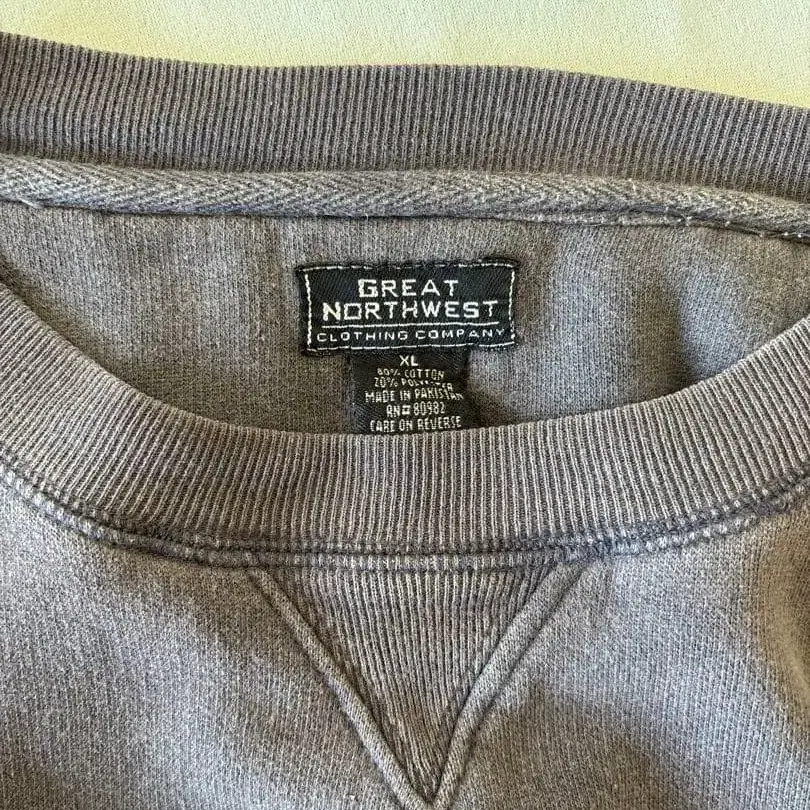 GREAT
NORTHWEST
CLOTHING COMPANY
XL
80% COTTON
20% POLYESTER
MADE IN PAKISTAN
RN# 80982
CARE ON REVERSE